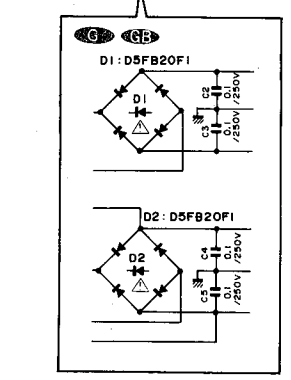 G GB
D1:D5FB20F1
D1
C2 0.1 /250V
C3 0.1 /250V
D2:D5FB20F1
D2
C4 0.1 /250V
C5 0.1 /250V